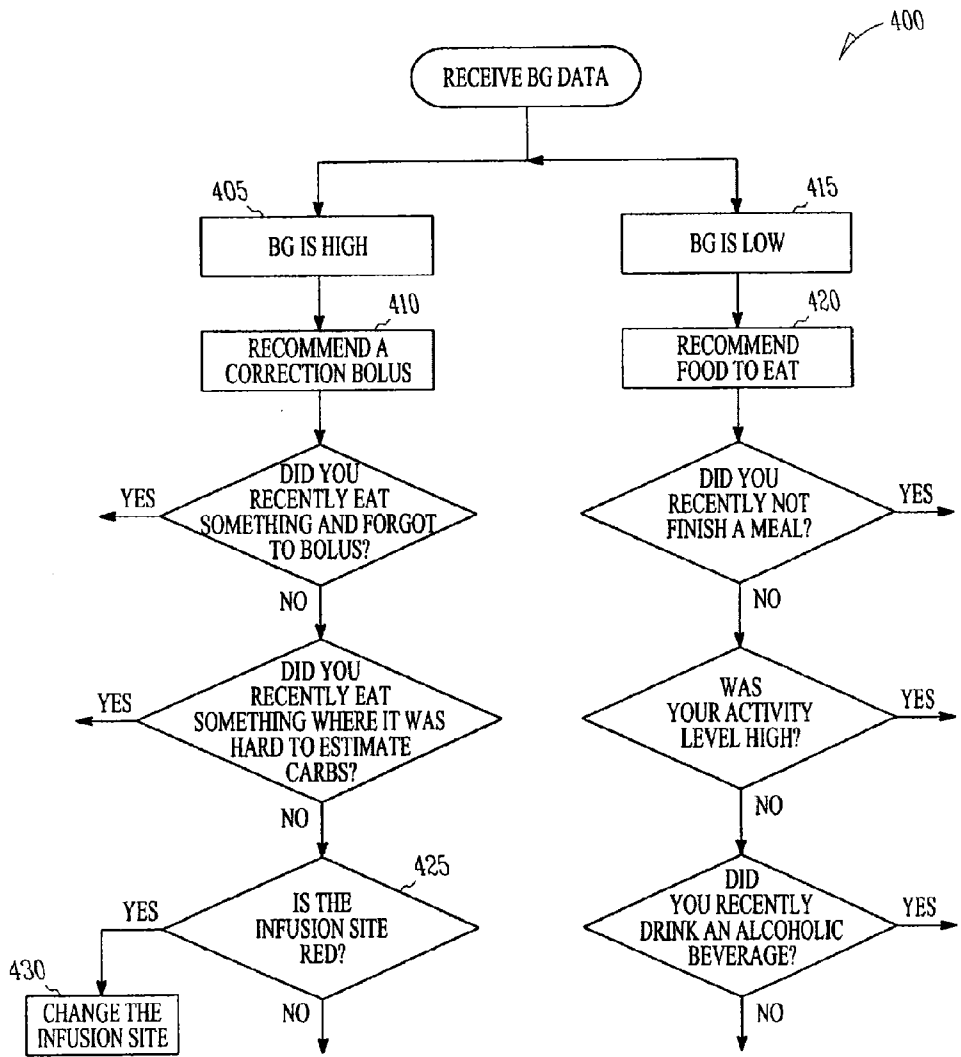 400
RECEIVE BG DATA
405
BG IS HIGH
410
RECOMMEND A
CORRECTION BOLUS
DID YOU
RECENTLY EAT
SOMETHING AND FORGOT
TO BOLUS?
YES
NO
DID YOU
RECENTLY EAT
SOMETHING WHERE IT WAS
HARD TO ESTIMATE
CARBS?
YES
NO
425
IS THE
INFUSION SITE
RED?
YES
NO
430
CHANGE THE
INFUSION SITE
415
BG IS LOW
420
RECOMMEND
FOOD TO EAT
DID YOU
RECENTLY NOT
FINISH A MEAL?
YES
NO
WAS
YOUR ACTIVITY
LEVEL HIGH?
YES
NO
DID
YOU RECENTLY
DRINK AN ALCOHOLIC
BEVERAGE?
YES
NO